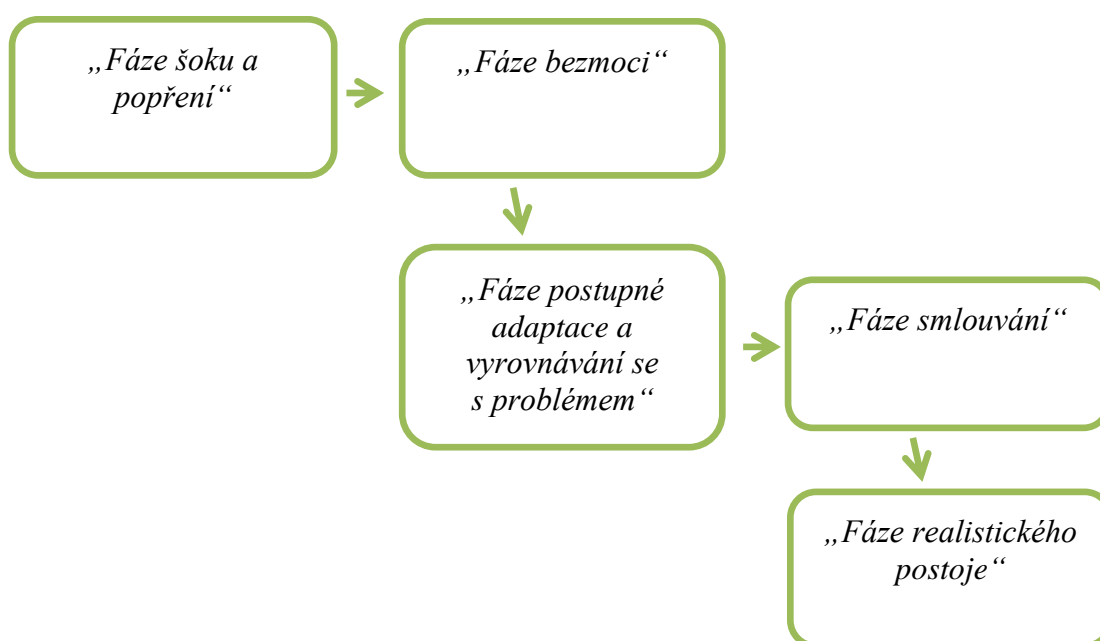 „Fáze šoku a
popření“
„Fáze bezmoci“
„Fáze postupné
adaptace a
vyrovnávání se
s problémem“
„Fáze smlouvání“
„Fáze realistického
postoje“